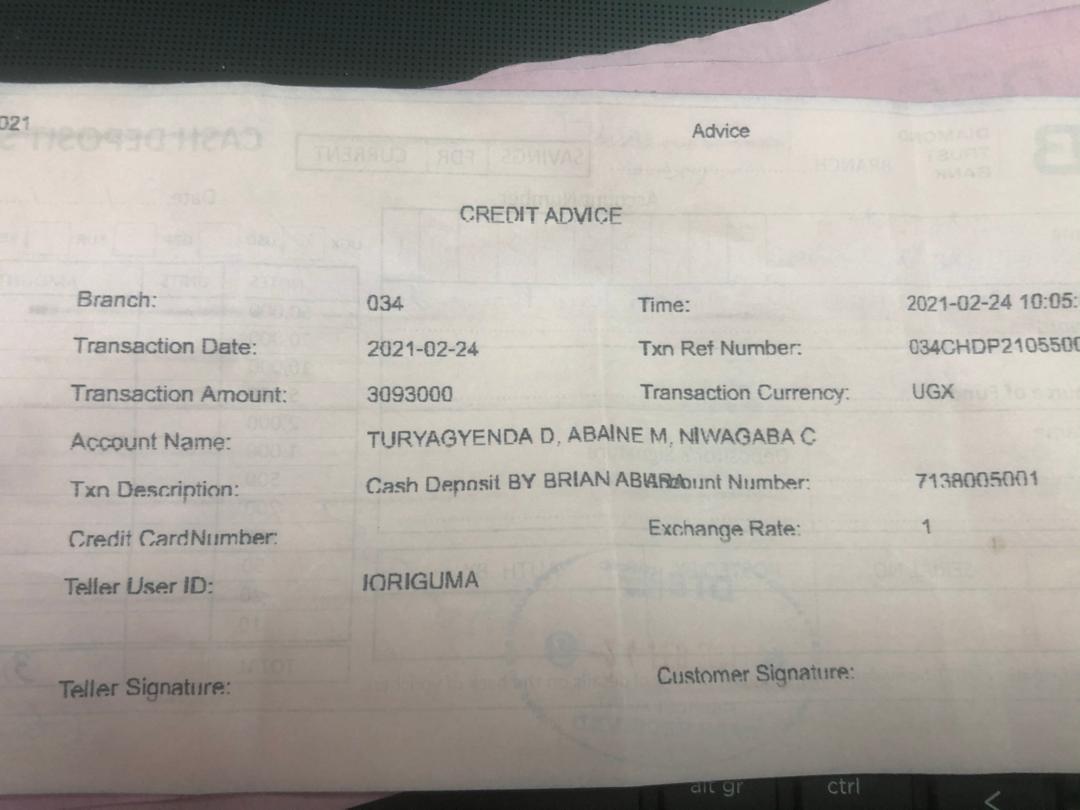 021
Advice
CREDIT ADVICE
Branch: 034 Time: 2021-02-24 10:05:
Transaction Date: 2021-02-24 Txn Ref Number: 034CHDP2105500
Transaction Amount: 3093000 Transaction Currency: UGX
Account Name: TURYAGYENDA D, ABAINE M, NIWAGABA C
Txn Description: Cash Deposit BY BRIAN Account Number: 7138005001
Credit CardNumber: Exchange Rate: 1
Teller User ID: IORIGUMA
Teller Signature: Customer Signature:
alt gr ctrl <